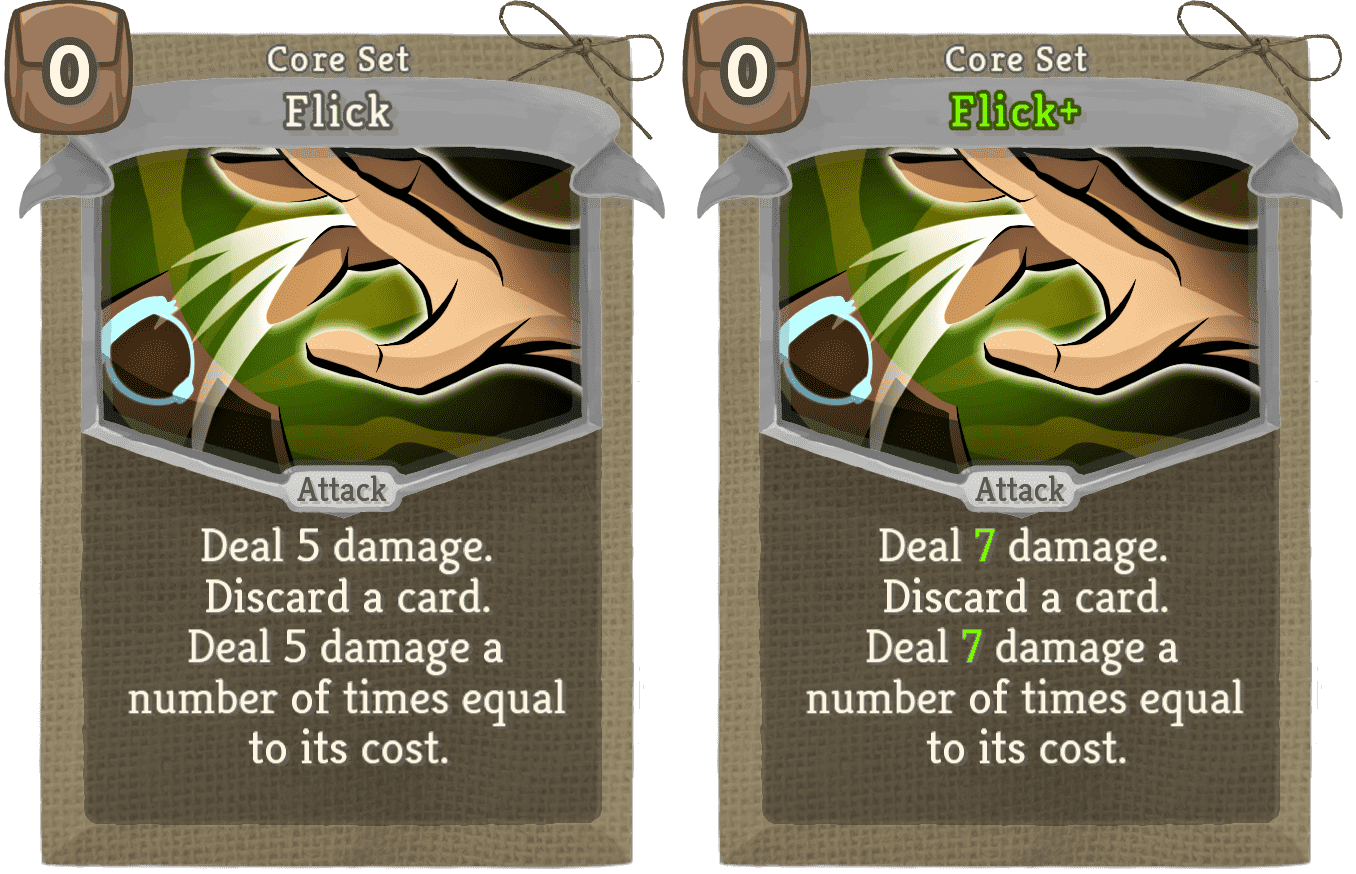 0
Core Set
Flick
Attack
Deal 5 damage.
Discard a card.
Deal 5 damage a
number of times equal
to its cost.
0
Core Set
Flick+
Attack
Deal 7 damage.
Discard a card.
Deal 7 damage a
number of times equal
to its cost.